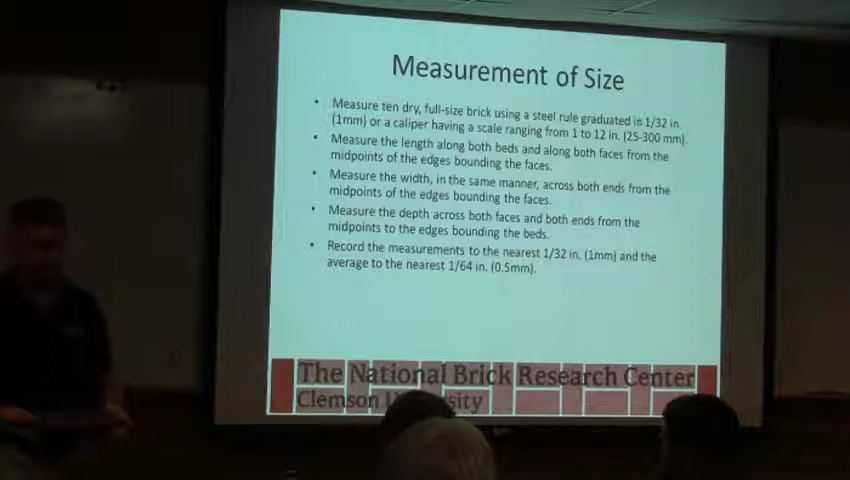 Measurement of Size
• Measure ten dry, full-size brick using a steel rule graduated in 1/32 in.
(1mm) or a caliper having a scale ranging from 1 to 12 in. (25-300 mm).
• Measure the length along both beds and along both faces from the
midpoints of the edges bounding the faces.
• Measure the width, in the same manner, across both ends from the
midpoints of the edges bounding the faces.
• Measure the depth across both faces and both ends from the
midpoints to the edges bounding the beds.
• Record the measurements to the nearest 1/32 in. (1mm) and the
average to the nearest 1/64 in. (0.5mm).
The National Brick Research Center
Clemson